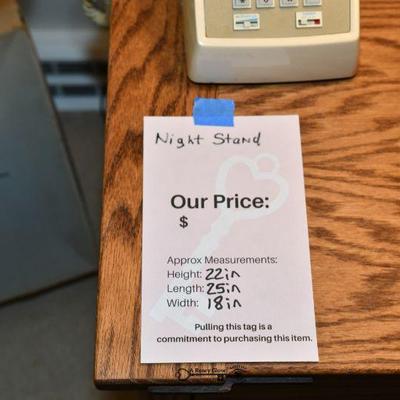 Night Stand
Our Price:
$
Approx Measurements:
Height: 22in
Length: 25in
Width: 18in
Pulling this tag is a
commitment to purchasing this item.